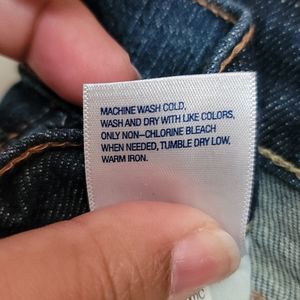 MACHINE WASH COLD,
WASH AND DRY WITH LIKE COLORS,
ONLY NON-CHLORINE BLEACH
WHEN NEEDED, TUMBLE DRY LOW,
WARM IRON.